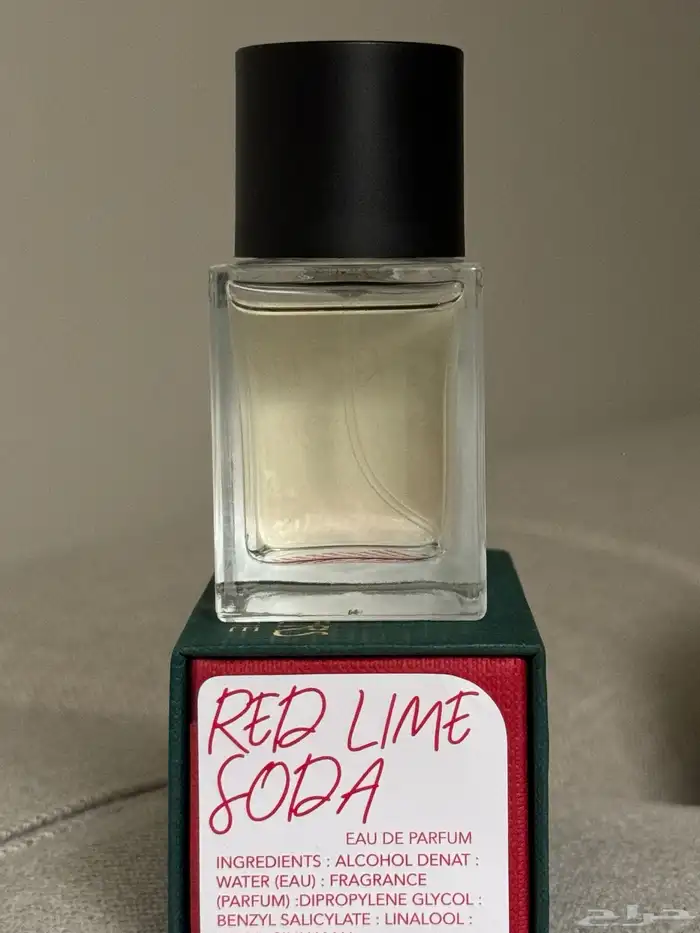 RED LIME
SODA
EAU DE PARFUM
INGREDIENTS : ALCOHOL DENAT :
WATER (EAU) : FRAGRANCE
(PARFUM) :DIPROPYLENE GLYCOL :
BENZYL SALICYLATE : LINALOOL :
حراج